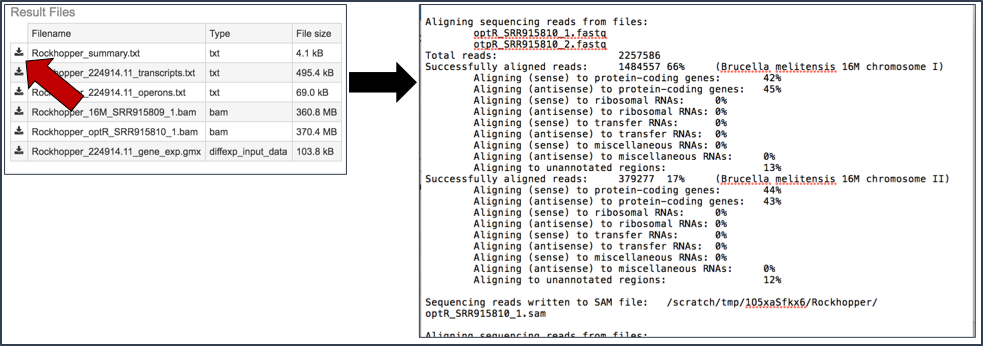 Result Files
Filename Type File size
Rockhopper_summary.txt txt 4.1 kB
Rockhopper_224914.11_transcripts.txt txt 495.4 kB
Rockhopper_224914.11_operons.txt txt 69.0 kB
Rockhopper_16M_SRR915809_1.bam bam 360.8 MB
Rockhopper_optR_SRR915810_1.bam bam 370.4 MB
Rockhopper_224914.11_gene_exp.gmx diffexp_input_data 103.8 kB
Aligning sequencing reads from files:
optR_SRR915810_1.fastq
otpR_SRR915810_2.fastq
Total reads: 2257586
Successfully aligned reads: 1484557 66% (Brucella melitensis 16M chromosome I)
Aligning (sense) to protein-coding genes: 42%
Aligning (antisense) to protein-coding genes: 45%
Aligning (sense) to ribosomal RNAs: 0%
Aligning (antisense) to ribosomal RNAs: 0%
Aligning (sense) to transfer RNAs: 0%
Aligning (antisense) to transfer RNAs: 0%
Aligning (sense) to miscellaneous RNAs: 0%
Aligning (antisense) to miscellaneous RNAs: 0%
Aligning to unannotated regions: 13%
Successfully aligned reads: 379277 17% (Brucella melitensis 16M chromosome II)
Aligning (sense) to protein-coding genes: 44%
Aligning (antisense) to protein-coding genes: 43%
Aligning (sense) to ribosomal RNAs: 0%
Aligning (antisense) to ribosomal RNAs: 0%
Aligning (sense) to transfer RNAs: 0%
Aligning (antisense) to transfer RNAs: 0%
Aligning (sense) to miscellaneous RNAs: 0%
Aligning (antisense) to miscellaneous RNAs: 0%
Aligning to unannotated regions: 12%
Sequencing reads written to SAM file: /scratch/tmp/1O5xaSfkx6/Rockhopper/
optR_SRR915810_1.sam
Aligning sequencing reads from files: